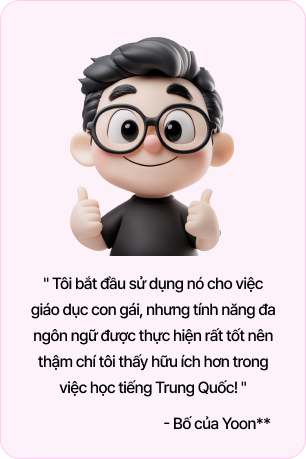 " Tôi bắt đầu sử dụng nó cho việc
giáo dục con gái, nhưng tính năng đa
ngôn ngữ được thực hiện rất tốt nên
thậm chí tôi thấy hữu ích hơn trong
việc học tiếng Trung Quốc! "
- Bố của Yoon**